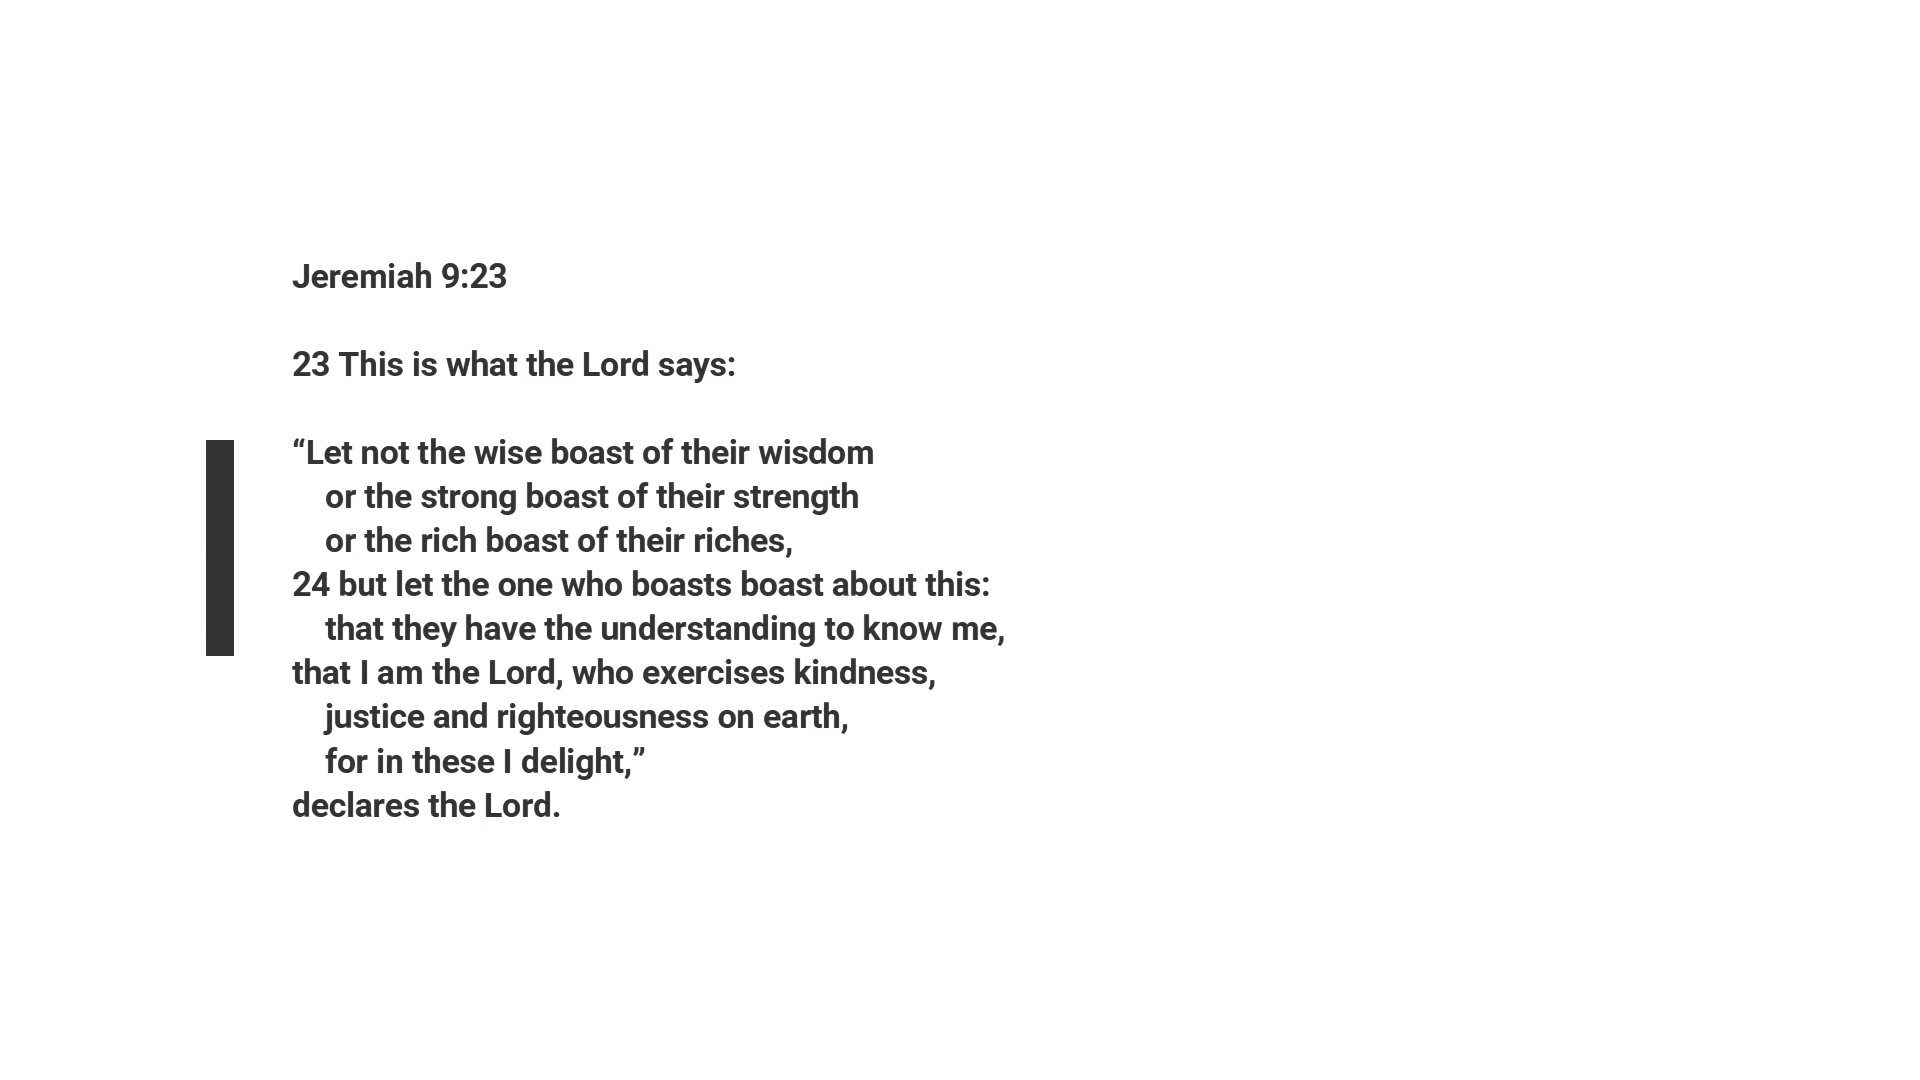 Jeremiah 9:23
23 This is what the Lord says:
“Let not the wise boast of their wisdom
or the strong boast of their strength
or the rich boast of their riches,
24 but let the one who boasts boast about this:
that they have the understanding to know me,
that I am the Lord, who exercises kindness,
justice and righteousness on earth,
for in these I delight,”
declares the Lord.